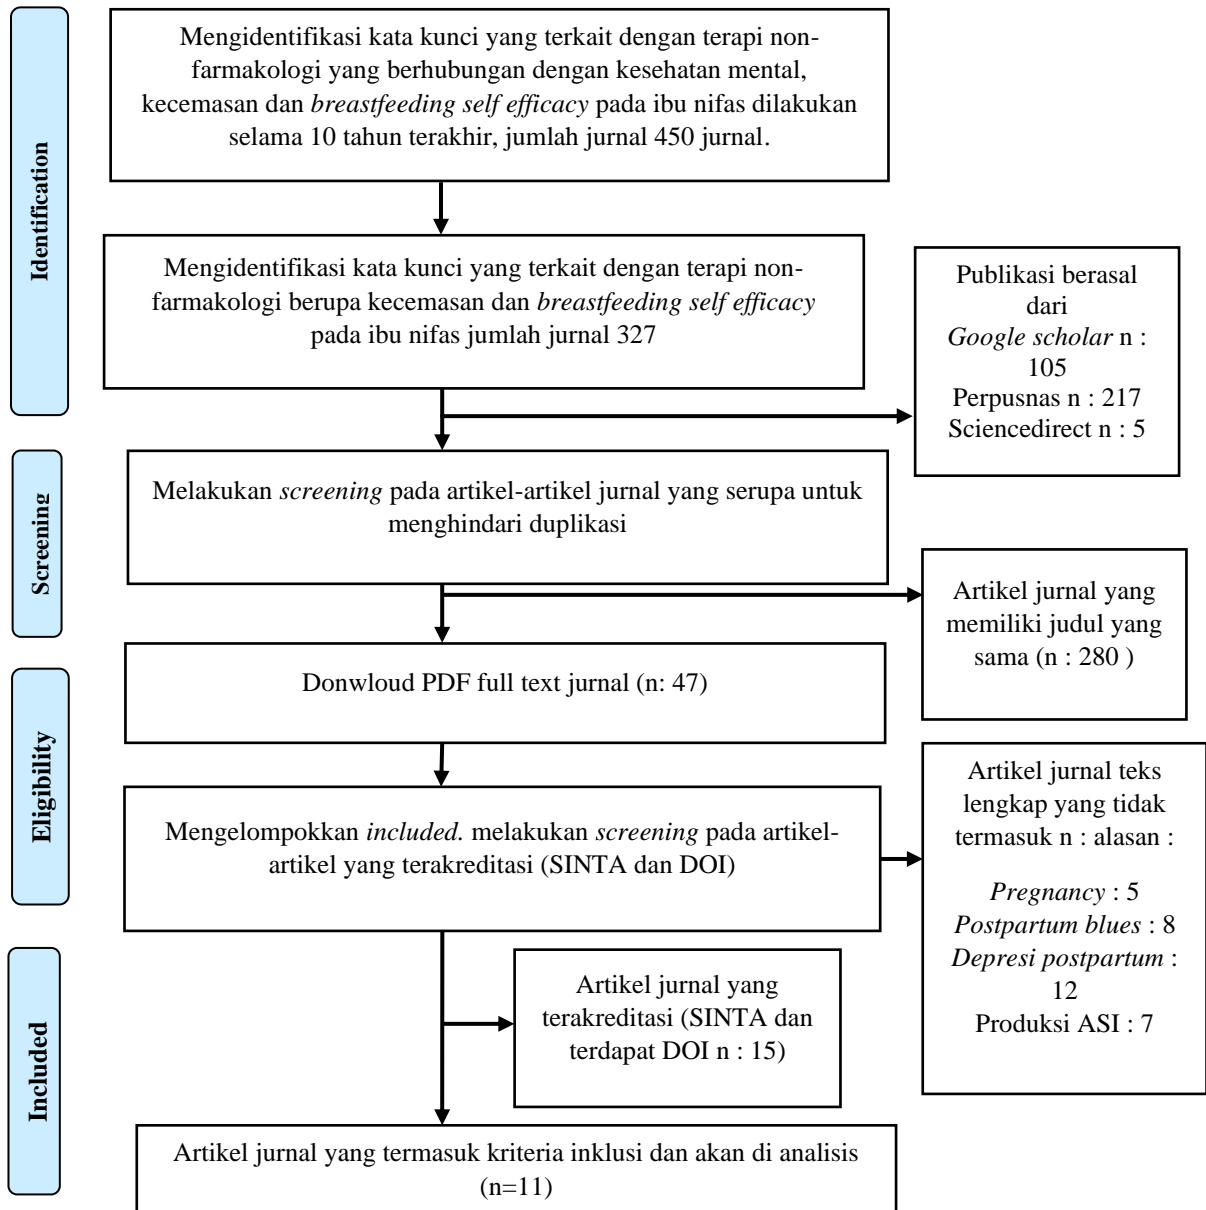 Identification
Mengidentifikasi kata kunci yang terkait dengan terapi non-
farmakologi yang berhubungan dengan kesehatan mental,
kecemasan dan breastfeeding self efficacy pada ibu nifas dilakukan
selama 10 tahun terakhir, jumlah jurnal 450 jurnal.
Mengidentifikasi kata kunci yang terkait dengan terapi non-
farmakologi berupa kecemasan dan breastfeeding self efficacy
pada ibu nifas jumlah jurnal 327
Publikasi berasal
dari
Google scholar n :
105
Perpusnas n : 217
Sciencedirect n : 5
Screening
Melakukan screening pada artikel-artikel jurnal yang serupa untuk
menghindari duplikasi
Artikel jurnal yang
memiliki judul yang
sama (n : 280 )
Eligibility
Donwloud PDF full text jurnal (n: 47)
Mengelompokkan included. melakukan screening pada artikel-
artikel yang terakreditasi (SINTA dan DOI)
Artikel jurnal teks
lengkap yang tidak
termasuk n : alasan :
Pregnancy : 5
Postpartum blues : 8
Depresi postpartum :
12
Produksi ASI : 7
Included
Artikel jurnal yang
terakreditasi (SINTA dan
terdapat DOI n : 15)
Artikel jurnal yang termasuk kriteria inklusi dan akan di analisis
(n=11)